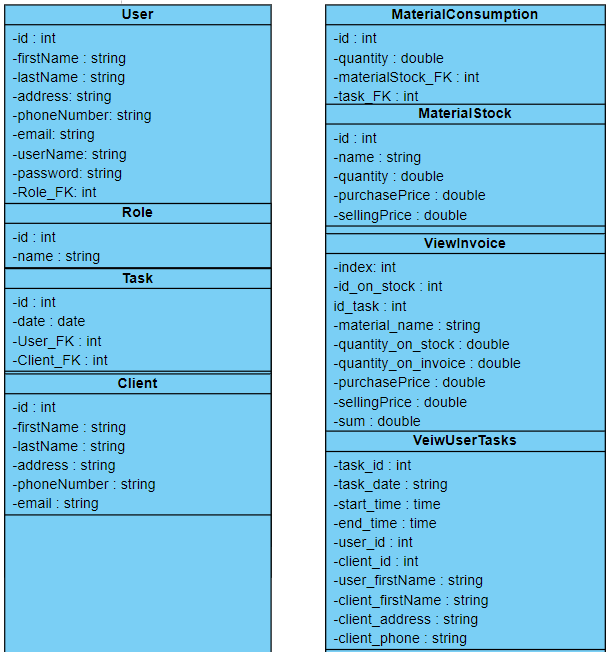 User
-id : int
-firstName : string
-lastName : string
-address: string
-phoneNumber: string
-email: string
-userName: string
-password: string
-Role_FK: int
Role
-id : int
-name : string
Task
-id : int
-date : date
-User_FK : int
-Client_FK : int
Client
-id : int
-firstName : string
-lastName : string
-address : string
-phoneNumber : string
-email : string
MaterialConsumption
-id : int
-quantity : double
-materialStock_FK : int
-task_FK : int
MaterialStock
-id : int
-name : string
-quantity : double
-purchasePrice : double
-sellingPrice : double
ViewInvoice
-index: int
-id_on_stock : int
id_task : int
-material_name : string
-quantity_on_stock : double
-quantity_on_invoice : double
-purchasePrice : double
-sellingPrice : double
-sum : double
VeiwUserTasks
-task_id : int
-task_date : string
-start_time : time
-end_time : time
-user_id : int
-client_id : int
-user_firstName : string
-client_firstName : string
-client_address : string
-client_phone : string